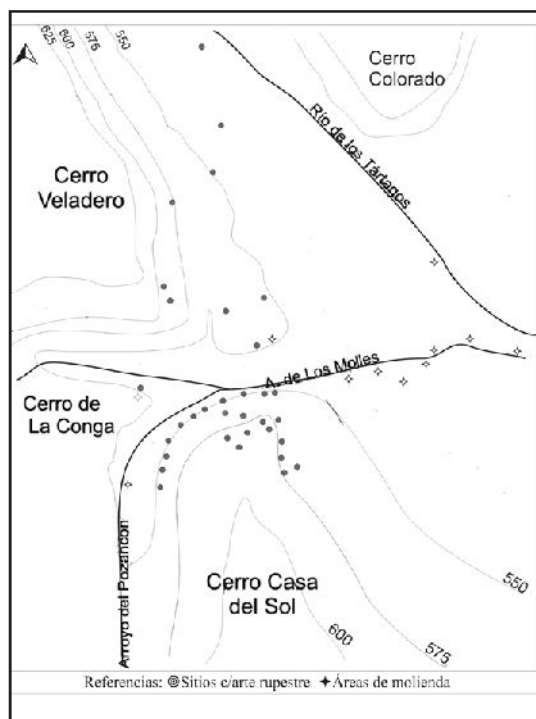 625
600
575
550
Cerro
Colorado
Río de los Tártagos
Cerro
Veladero
A. de Los Molles
Cerro de
La Conga
Arroyo del Pozancón
Cerro Casa
del Sol
550
600
575
Referencias: Sitios c/arte rupestre Áreas de molienda